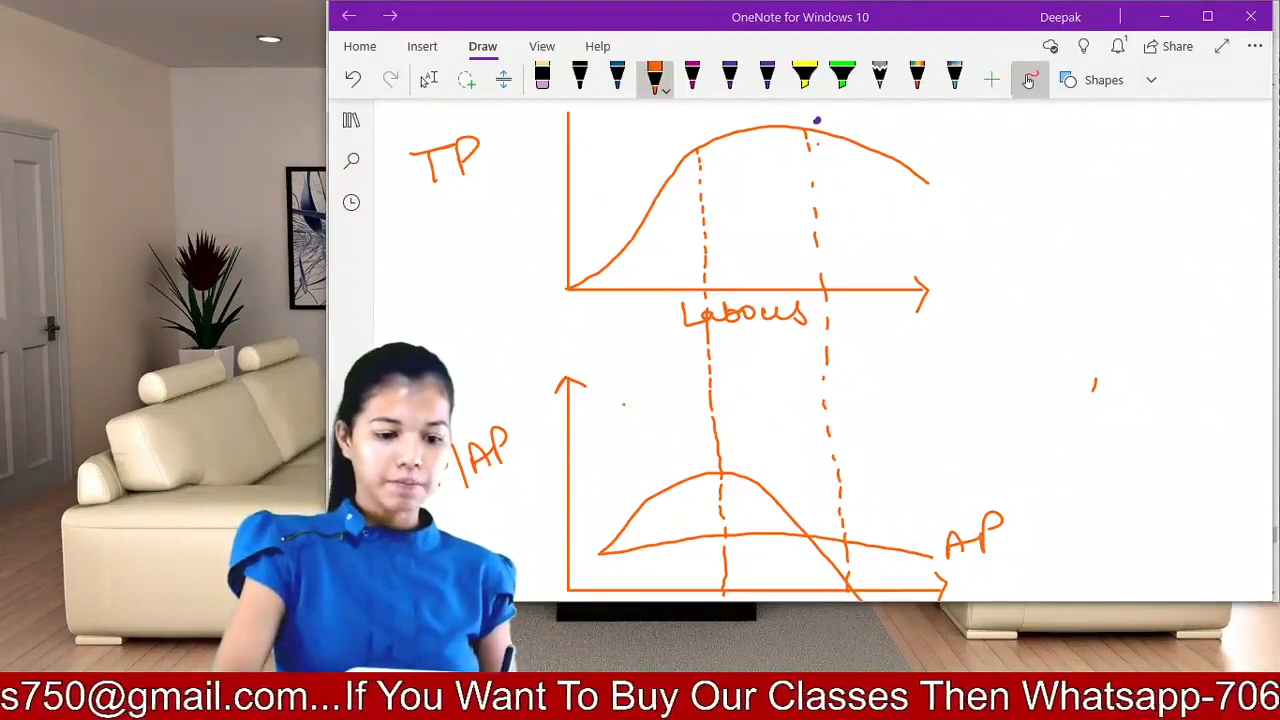 OneNote for Windows 10
Deepak
Home Insert Draw View Help
Share
Shapes
TP
Labours
/AP
AP
s750@gmail.com...If You Want To Buy Our Classes Then Whatsapp-706